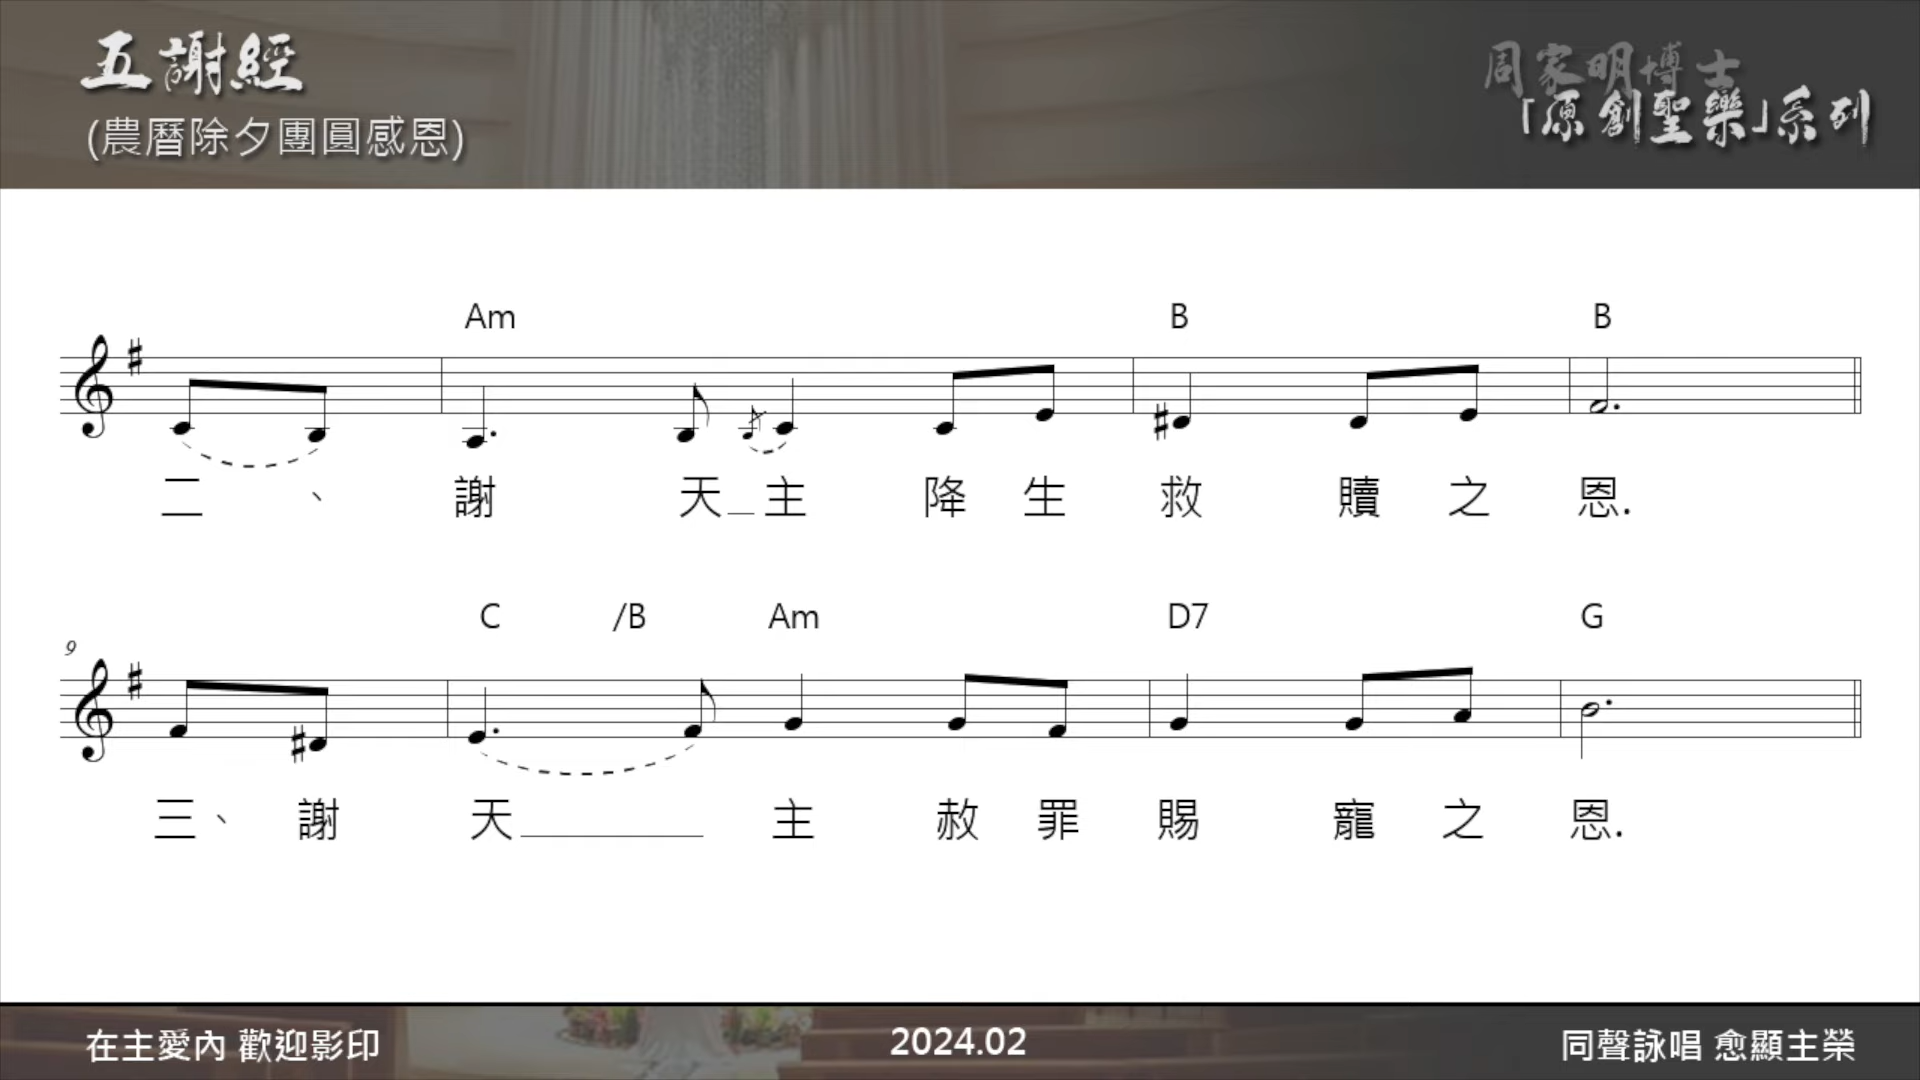 五謝經
(農曆除夕團圓感恩)
周家明博士
「原創聖樂」系列
Am B B
二、謝天主降生救贖之恩.
C /B Am D7 G
9
三、謝天主赦罪賜寵之恩.
在主愛內 歡迎影印
2024.02
同聲詠唱 愈顯主榮